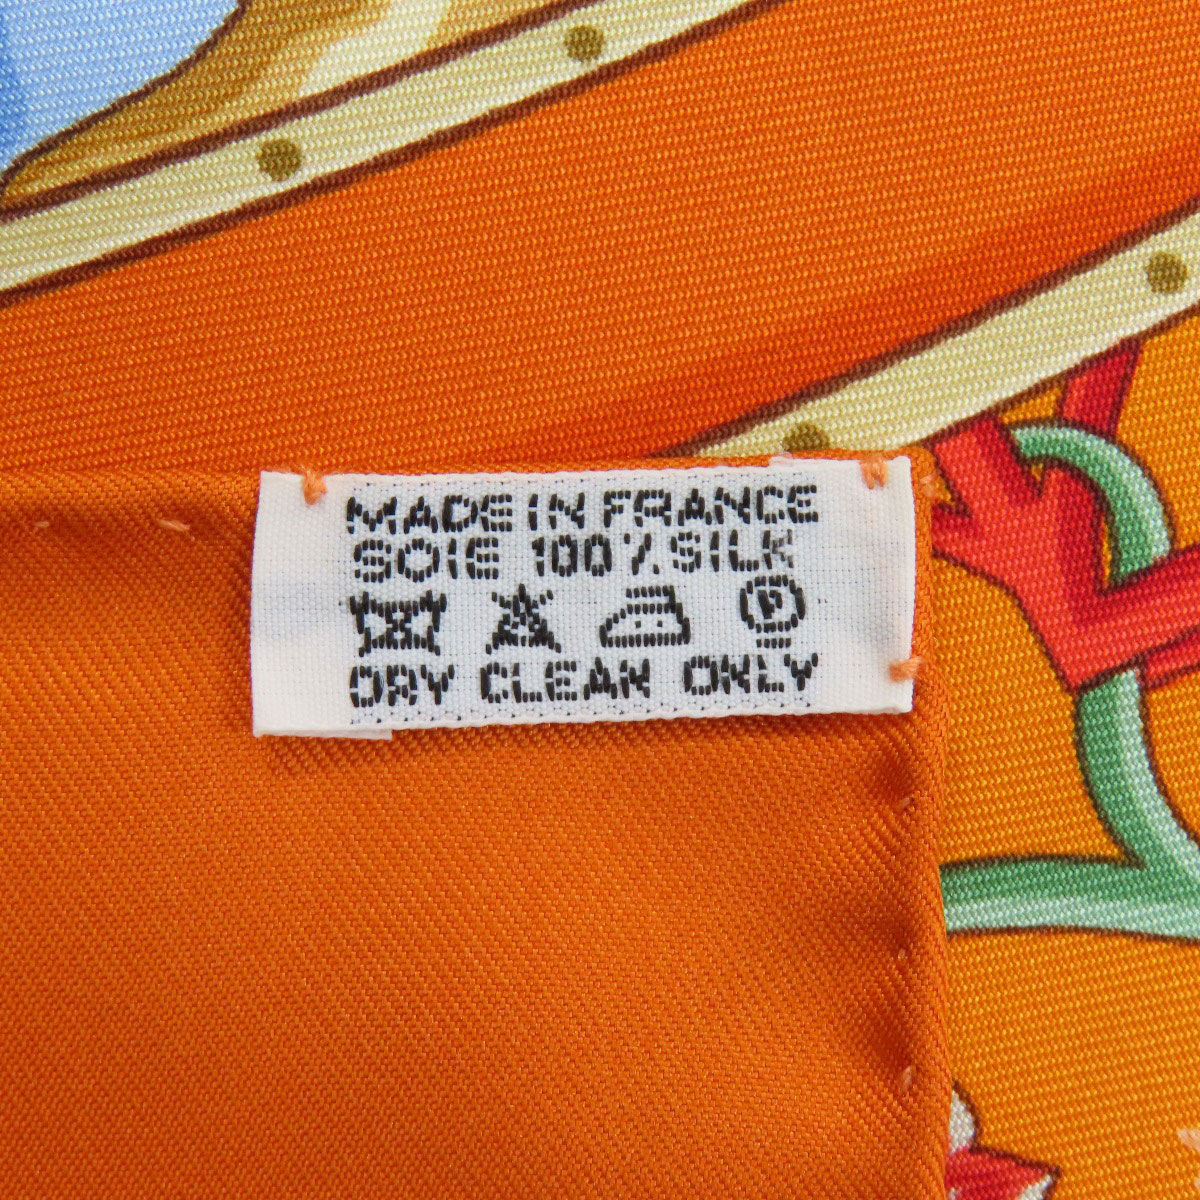 MADE IN FRANCE
SOIE 100% SILK
P
DRY CLEAN ONLY